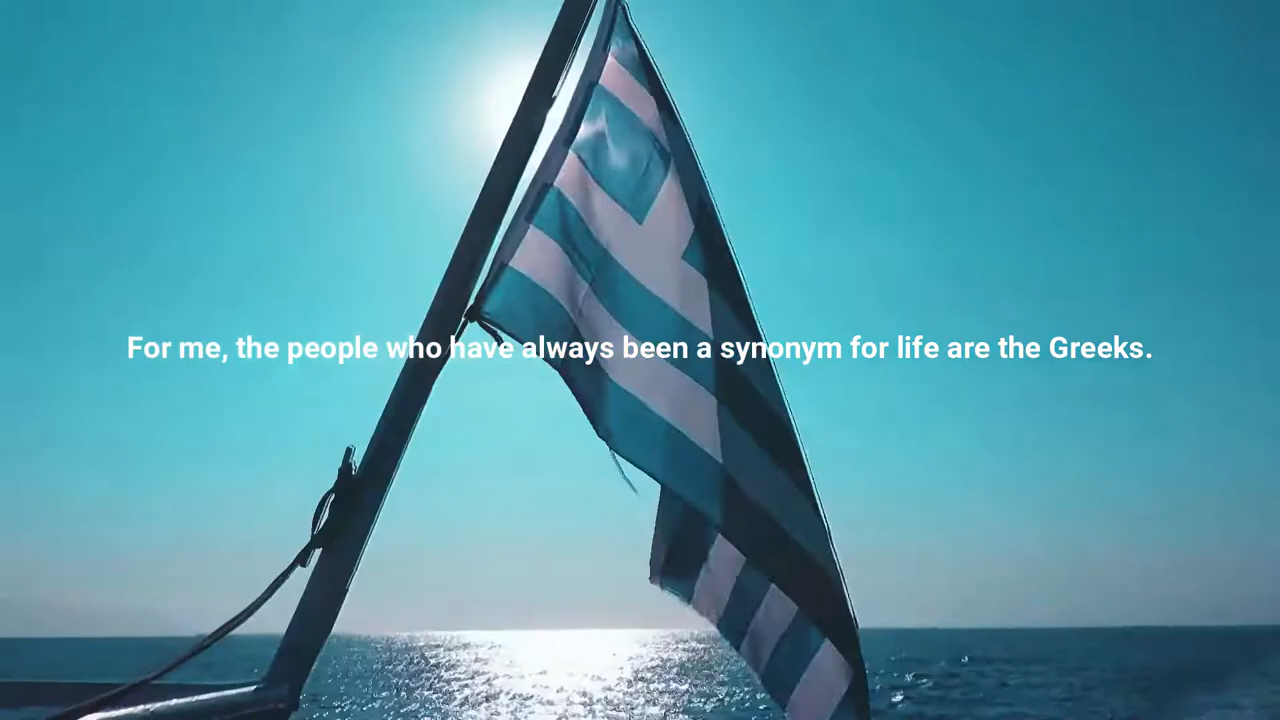 For me, the people who have always been a synonym for life are the Greeks.